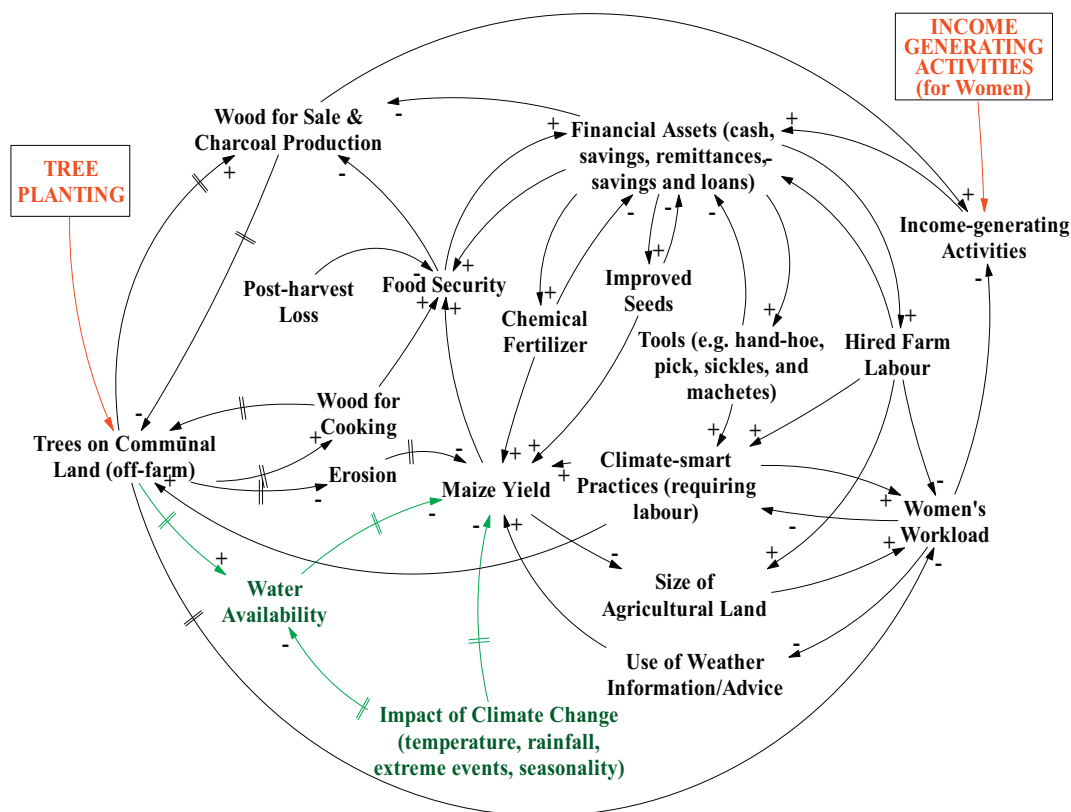 INCOME
GENERATING
ACTIVITIES
(for Women)
Wood for Sale &
Charcoal Production
Financial Assets (cash,
savings, remittances,
savings and loans)
TREE
PLANTING
Income-generating
Activities
Post-harvest
Loss
Food Security
Improved
Seeds
Chemical
Fertilizer
Tools (e.g. hand-hoe,
pick, sickles, and
machetes)
Hired Farm
Labour
Wood for
Cooking
Trees on Communal
Land (off-farm)
Erosion
Maize Yield
Climate-smart
Practices (requiring
labour)
Women's
Workload
Water
Availability
Size of
Agricultural Land
Use of Weather
Information/Advice
Impact of Climate Change
(temperature, rainfall,
extreme events, seasonality)